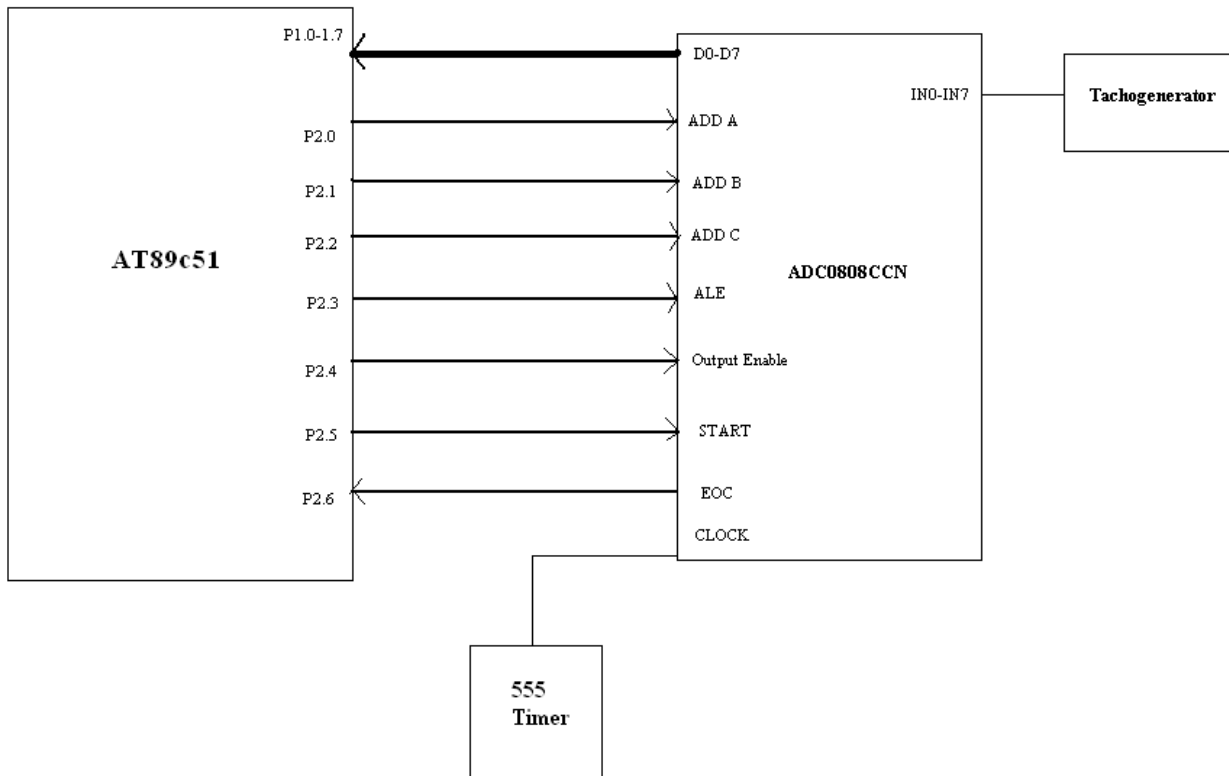 P1.0-1.7
D0-D7
IN0-IN7
Tachogenerator
P2.0
ADD A
P2.1
ADD B
P2.2
ADD C
AT89c51
ADC0808CCN
P2.3
ALE
P2.4
Output Enable
P2.5
START
P2.6
EOC
CLOCK
555
Timer